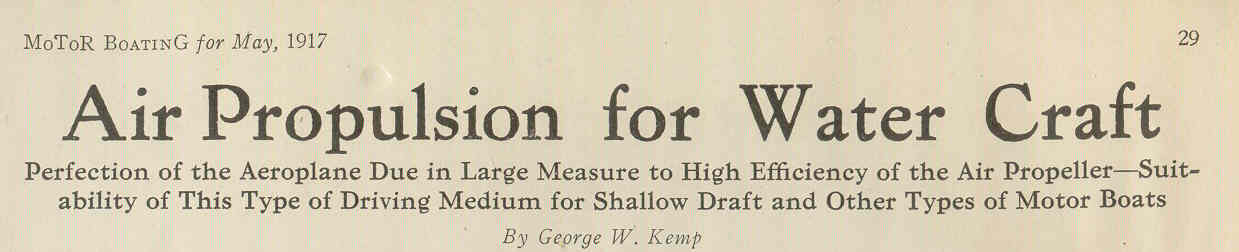 MoToR BoATING for May, 1917 29
Air Propulsion for Water Craft
Perfection of the Aeroplane Due in Large Measure to High Efficiency of the Air Propeller—Suit-
ability of This Type of Driving Medium for Shallow Draft and Other Types of Motor Boats
By George W. Kemp